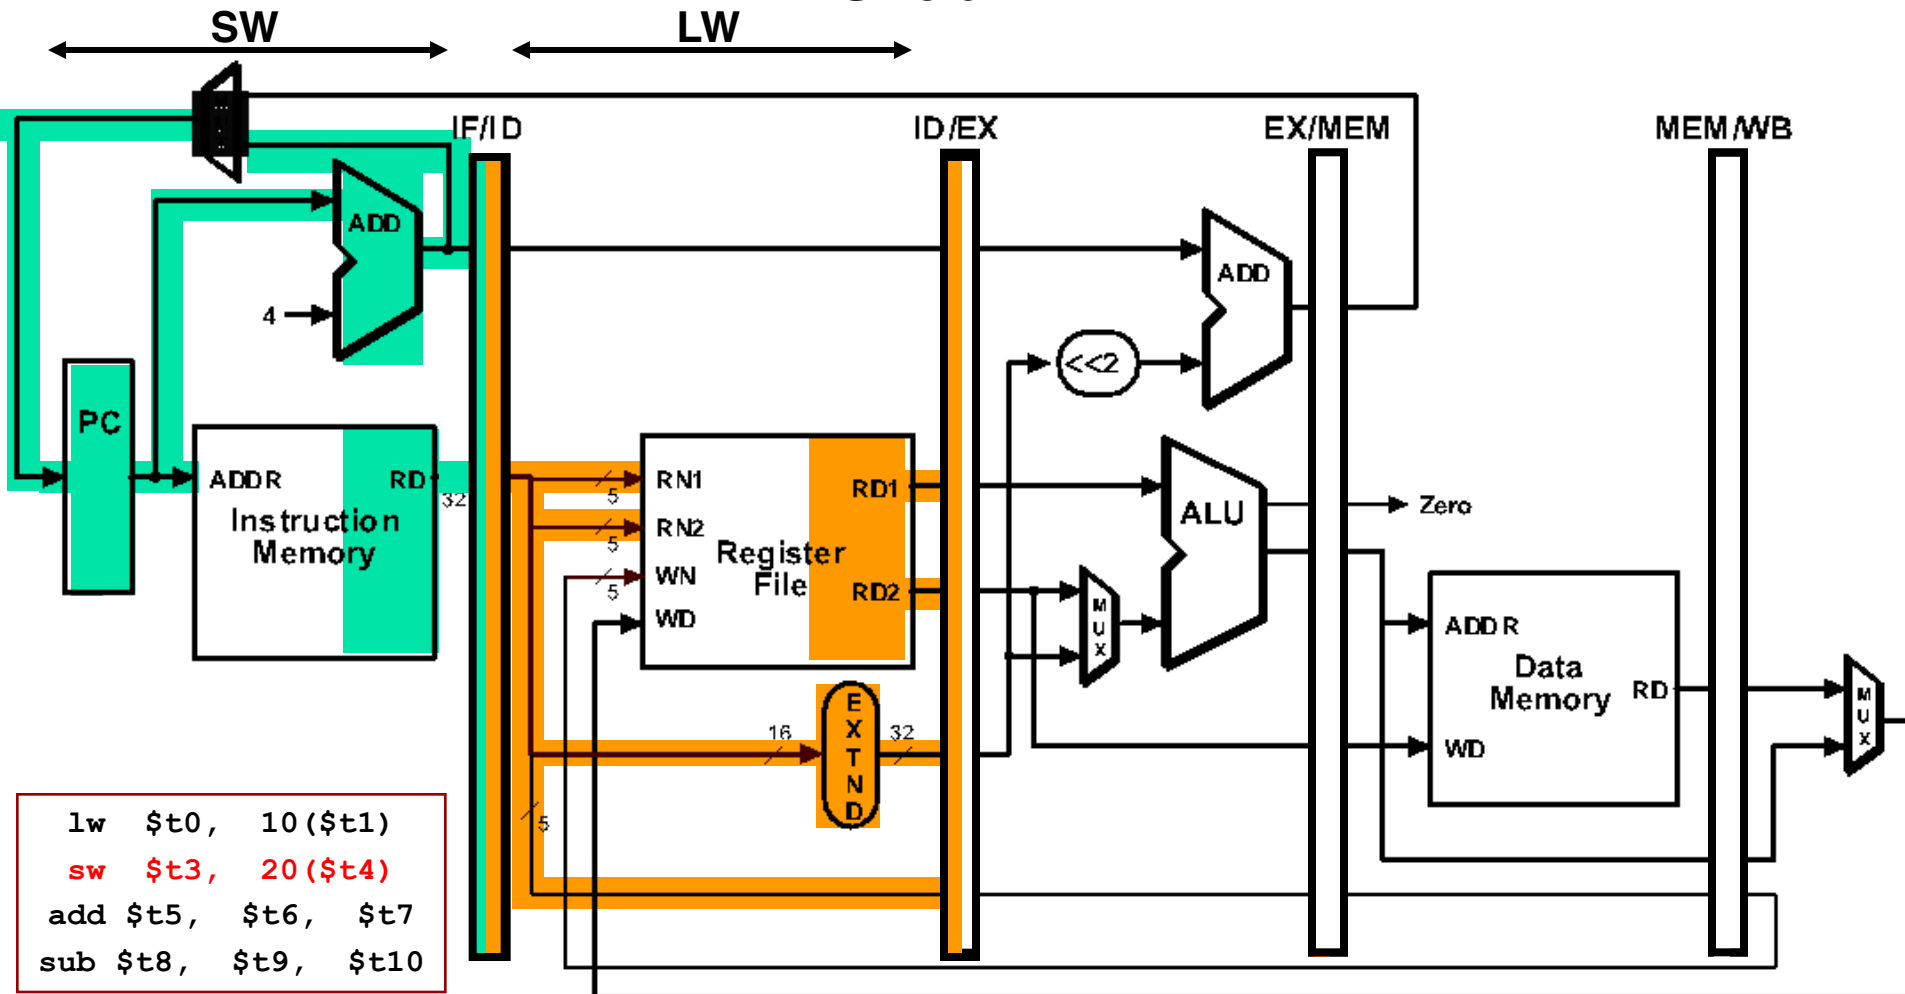 SW
LW
IF/ID
ID/EX
EX/MEM
MEM/WB
ADD
4
PC
ADDR
RD
32
Instruction
Memory
RN1
5
RN2
5
WN
5
WD
Register
File
RD1
RD2
16
EXTND
32
5
ADD
<<2
ALU
Zero
MUX
ADDR
Data
Memory
RD
WD
MUX
lw $t0, 10($t1)
sw $t3, 20($t4)
add $t5, $t6, $t7
sub $t8, $t9, $t10